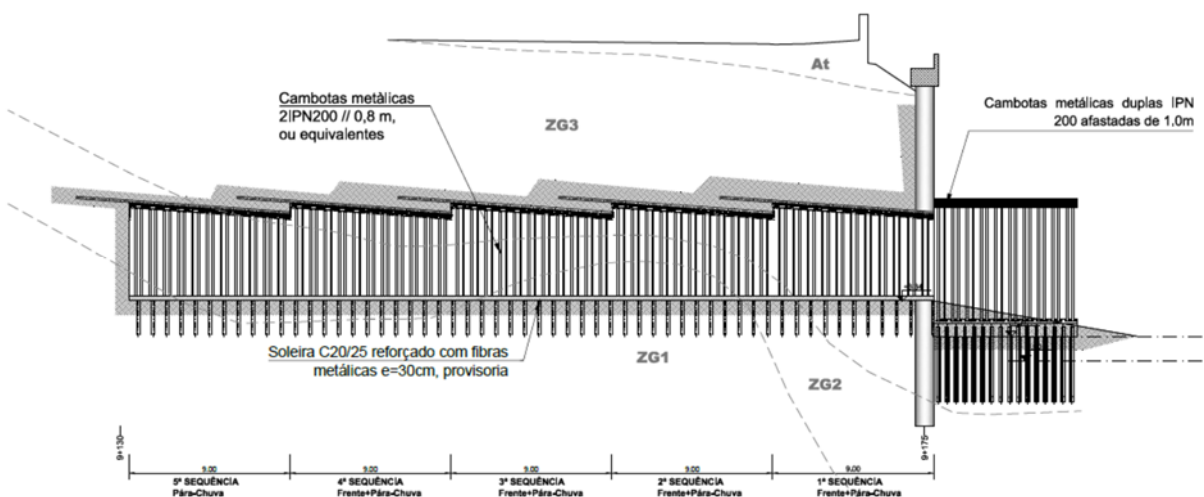 At
Cambotas metàlicas
2IPN200 // 0,8 m,
ou equivalentes
ZG3
Cambotas metálicas duplas IPN
200 afastadas de 1.0m
Soleira C20/25 reforçado com fibras
metálicas e=30cm, provisoria
ZG1
ZG2
9+130
9+175
9.00
9.00
9.00
9.00
9.00
5ª SEQUÊNCIA
Pára-Chuva
4ª SEQUÊNCIA
Frente+Pára-Chuva
3ª SEQUÊNCIA
Frente+Pára-Chuva
2ª SEQUÊNCIA
Frente+Pára-Chuva
1ª SEQUÊNCIA
Frente+Pára-Chuva